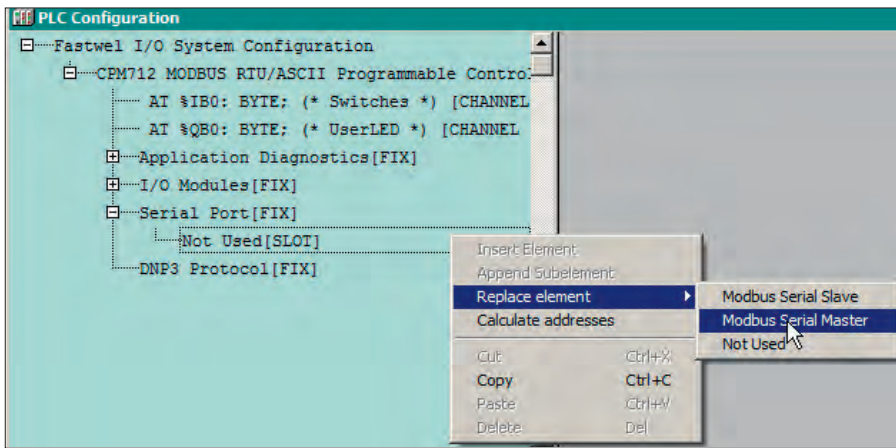 PLC Configuration
Fastwel I/O System Configuration
CPM712 MODBUS RTU/ASCII Programmable Contro
AT %IB0: BYTE; (* Switches *) [CHANNEL
AT %QB0: BYTE; (* UserLED *) [CHANNEL
Application Diagnostics[FIX]
I/O Modules[FIX]
Serial Port[FIX]
Not Used[SLOT]
DNP3 Protocol[FIX]
Insert Element
Append Subelement
Replace element
Calculate addresses
Cut Ctrl+X
Copy Ctrl+C
Paste Ctrl+V
Delete Del
Modbus Serial Slave
Modbus Serial Master
Not Used